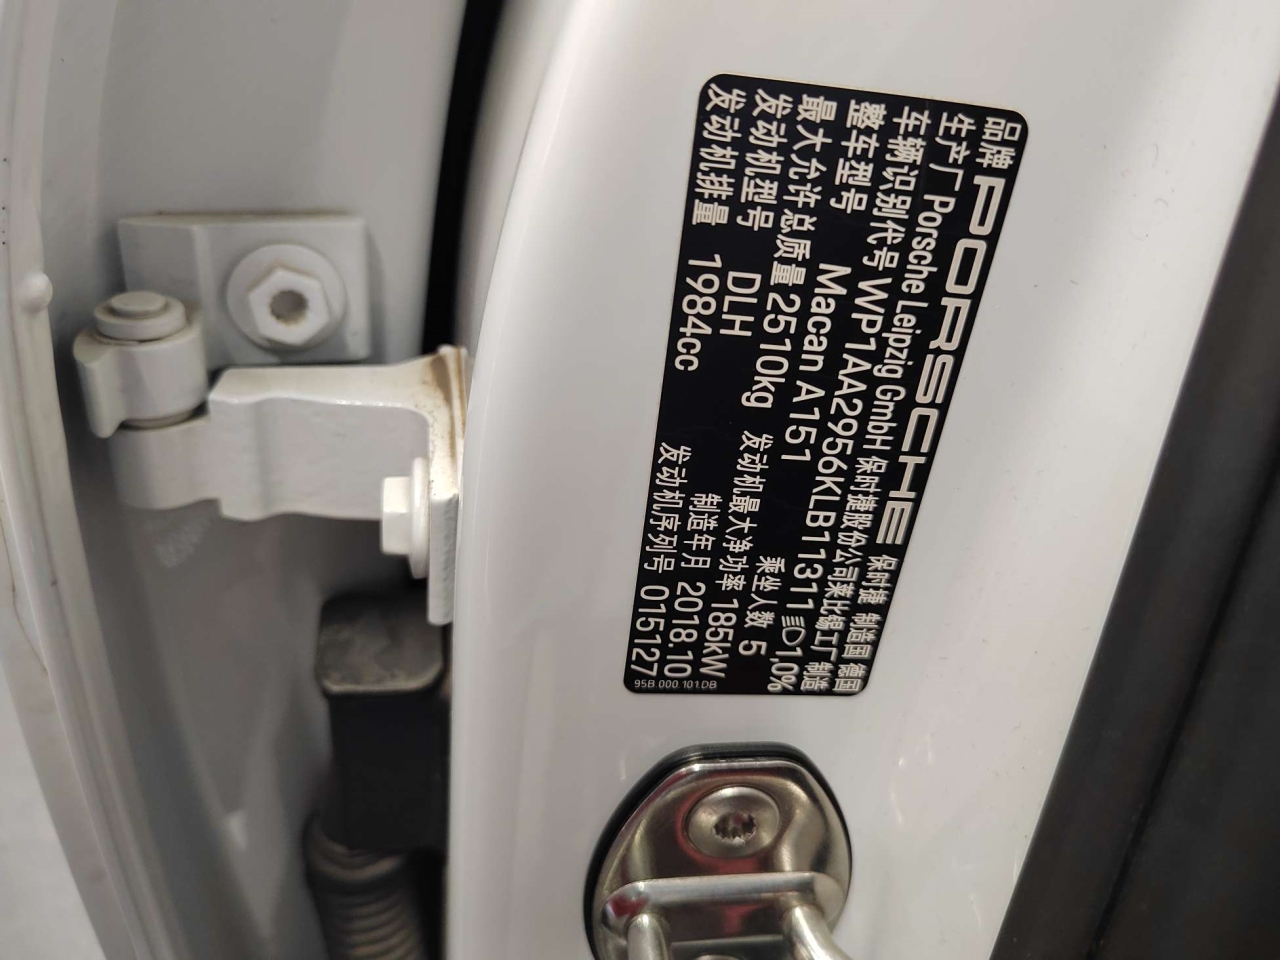 品牌 PORSCHE 保时捷 制造国 德国
生产厂 Porsche Leipzig GmbH 保时捷股份公司莱比锡工厂 制造
车辆识别代号 WP1AA2956KLB11311 1,0%
整车型号 Macan A151 乘坐人数 5
最大允许总质量 2510kg 发动机最大净功率 185kW
发动机型号 DLH 制造年月 2018.10
发动机排量 1984cc 发动机序列号 015127
95B.000.101.DB